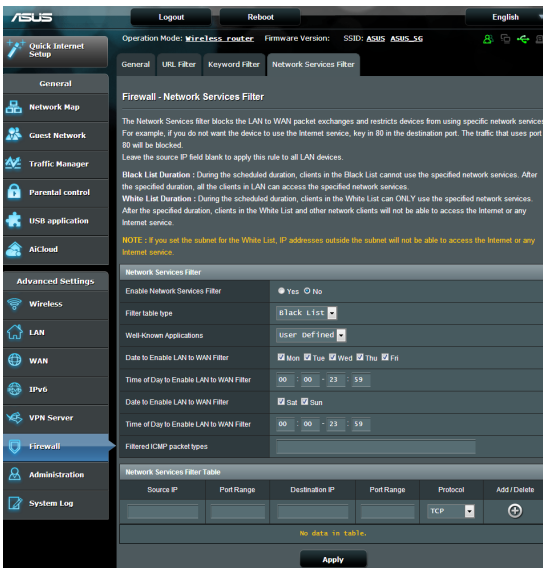 ASUS
Logout
Reboot
English
Operation Mode: Wireless router Firmware Version: SSID: ASUS ASUS_5G
Quick Internet
Setup
General
Network Map
Guest Network
Traffic Manager
Parental control
USB application
AiCloud
Advanced Settings
Wireless
LAN
WAN
IPv6
VPN Server
Firewall
Administration
System Log
General
URL Filter
Keyword Filter
Network Services Filter
Firewall - Network Services Filter
The Network Services filter blocks the LAN to WAN packet exchanges and restricts devices from using specific network services.
For example, if you do not want the device to use the Internet service, key in 80 in the destination port. The traffic that uses port
80 will be blocked.
Leave the source IP field blank to apply this rule to all LAN devices.
Black List Duration : During the scheduled duration, clients in the Black List cannot use the specified network services. After
the specified duration, all the clients in LAN can access the specified network services.
White List Duration : During the scheduled duration, clients in the White List can ONLY use the specified network services.
After the specified duration, clients in the White List and other network clients will not be able to access the Internet or any
Internet service.
NOTE : If you set the subnet for the White List, IP addresses outside the subnet will not be able to access the Internet or any
Internet service.
Network Services Filter
Enable Network Services Filter
Yes No
Filter table type
Black List
Well-Known Applications
User Defined
Date to Enable LAN to WAN Filter
Mon Tue Wed Thu Fri
Time of Day to Enable LAN to WAN Filter
00 : 00 - 23 : 59
Date to Enable LAN to WAN Filter
Sat Sun
Time of Day to Enable LAN to WAN Filter
00 : 00 - 23 : 59
Filtered ICMP packet types
Network Services Filter Table
Source IP Port Range Destination IP Port Range Protocol Add / Delete
TCP
No data in table.
Apply